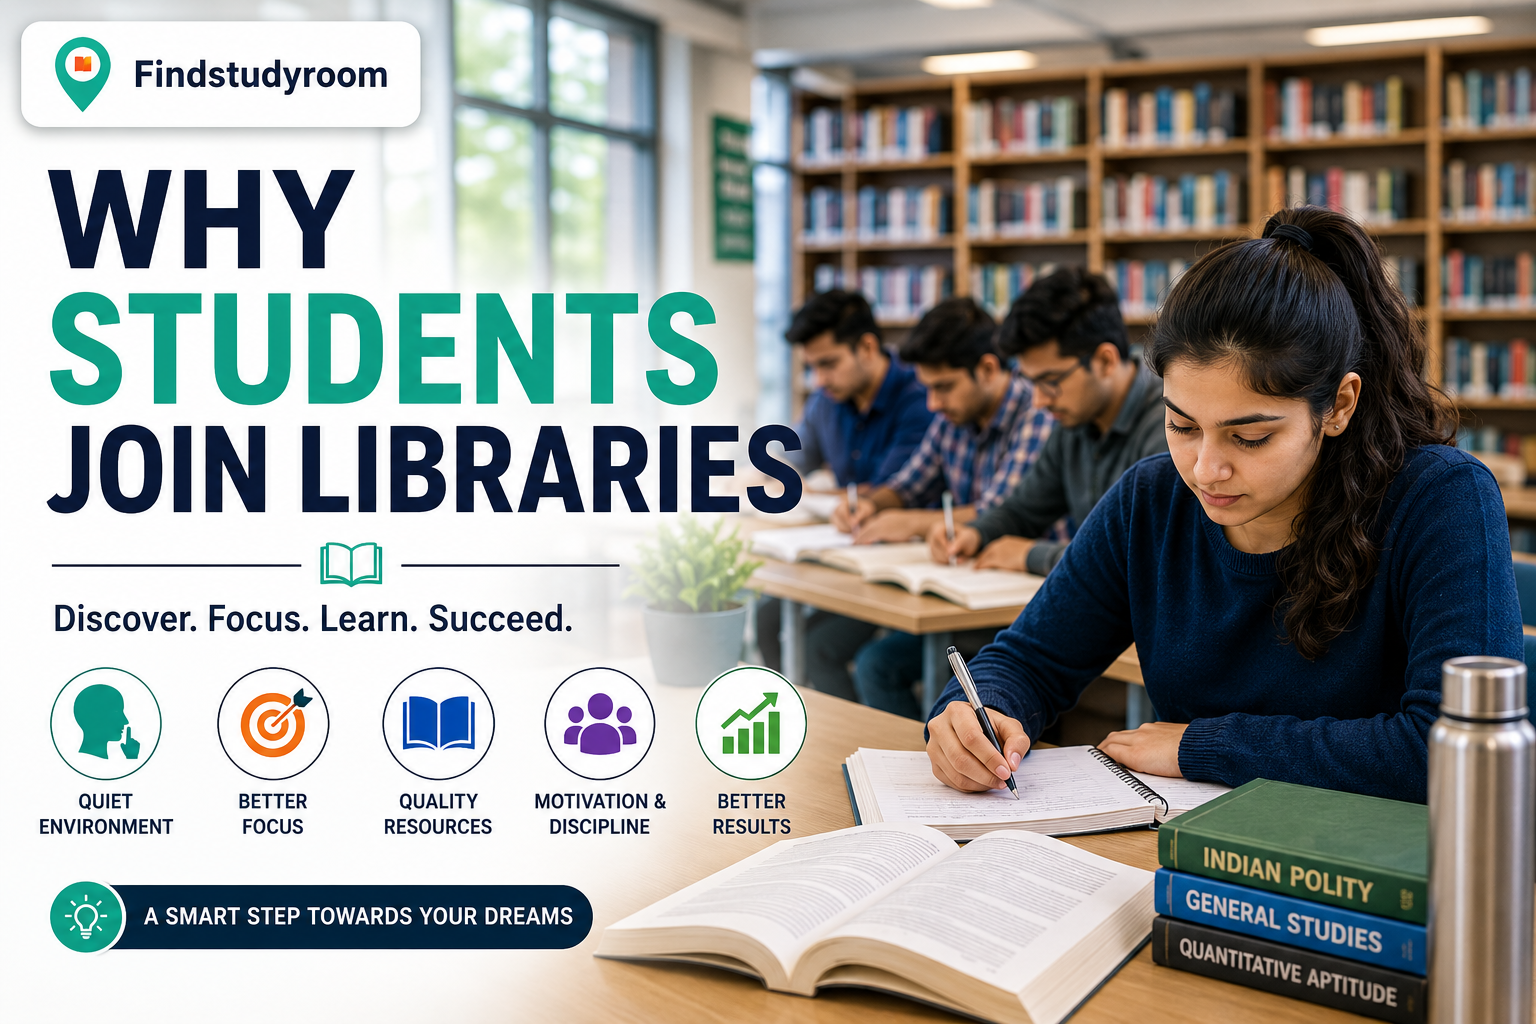 Findstudyroom
WHY
STUDENTS
JOIN LIBRARIES
Discover. Focus. Learn. Succeed.
QUIET
ENVIRONMENT
BETTER
FOCUS
QUALITY
RESOURCES
MOTIVATION &
DISCIPLINE
BETTER
RESULTS
A SMART STEP TOWARDS YOUR DREAMS
INDIAN POLITY
GENERAL STUDIES
QUANTITATIVE APTITUDE